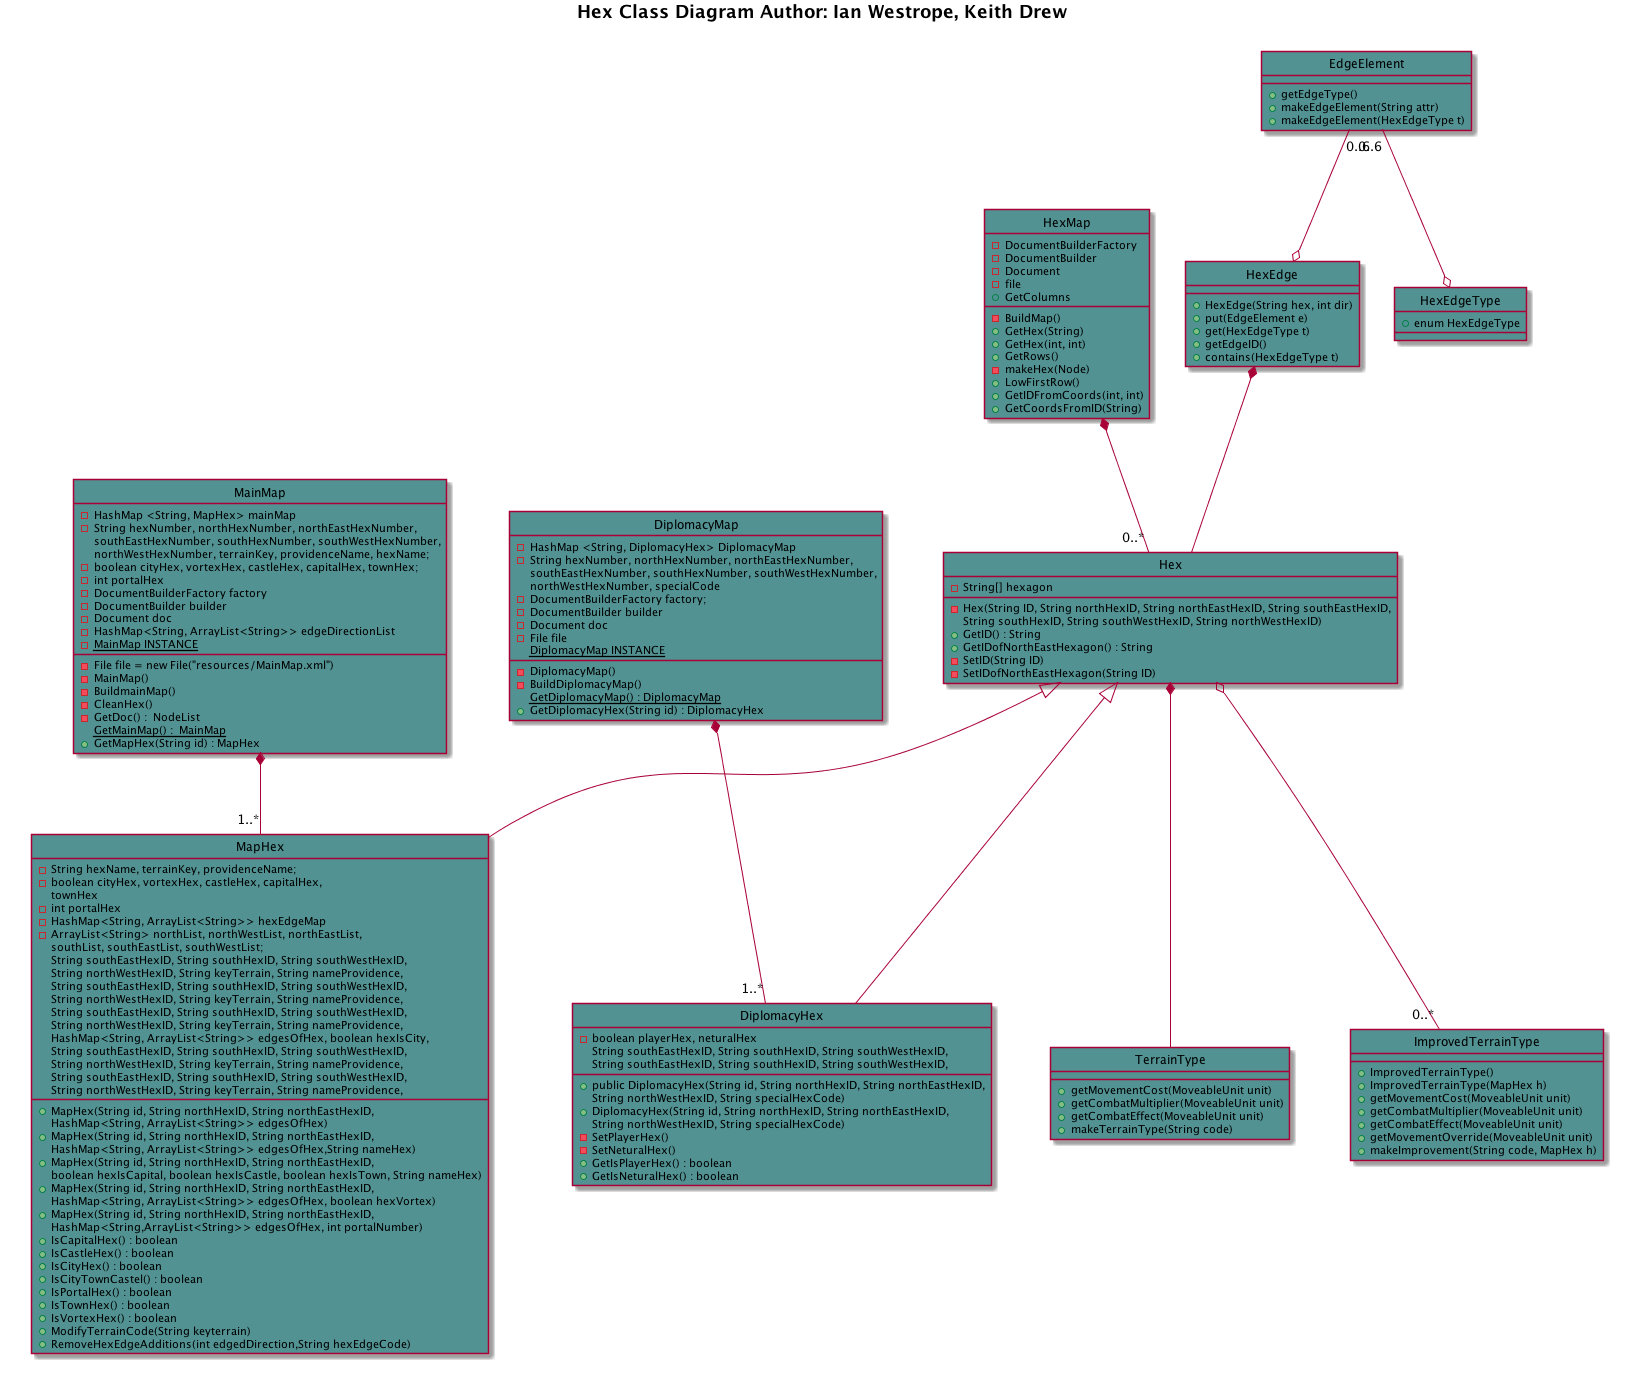 Hex Class Diagram Author: Ian Westrope, Keith Drew
EdgeElement
getEdgeType()
makeEdgeElement(String attr)
makeEdgeElement(HexEdgeType t)
0..6
0..6
HexMap
DocumentBuilderFactory
DocumentBuilder
Document
file
GetColumns
BuildMap()
GetHex(String)
GetHex(int, int)
GetRows()
makeHex(Node)
LowFirstRow()
GetIDFromCoords(int, int)
GetCoordsFromID(String)
HexEdge
HexEdge(String hex, int dir)
put(EdgeElement e)
get(HexEdgeType t)
getEdgeID()
contains(HexEdgeType t)
HexEdgeType
enum HexEdgeType
MainMap
HashMap <String, MapHex> mainMap
String hexNumber, northHexNumber, northEastHexNumber,
southEastHexNumber, southHexNumber, southWestHexNumber,
northWestHexNumber, terrainKey, providenceName, hexName;
boolean cityHex, vortexHex, castleHex, capitalHex, townHex;
int portalHex
DocumentBuilderFactory factory
DocumentBuilder builder
Document doc
HashMap<String, ArrayList<String>> edgeDirectionList
MainMap INSTANCE
File file = new File("resources/MainMap.xml")
MainMap()
BuildmainMap()
CleanHex()
GetDoc() : NodeList
GetMainMap() : MainMap
GetMapHex(String id) : MapHex
1..*
DiplomacyMap
HashMap <String, DiplomacyHex> DiplomacyMap
String hexNumber, northHexNumber, northEastHexNumber,
southEastHexNumber, southHexNumber, southWestHexNumber,
northWestHexNumber, specialCode
DocumentBuilderFactory factory;
DocumentBuilder builder
Document doc
File file
DiplomacyMap INSTANCE
DiplomacyMap()
BuildDiplomacyMap()
GetDiplomacyMap() : DiplomacyMap
GetDiplomacyHex(String id) : DiplomacyHex
1..*
0..*
Hex
String[] hexagon
Hex(String ID, String northHexID, String northEastHexID, String southEastHexID,
String southHexID, String southWestHexID, String northWestHexID)
GetID() : String
GetIDofNorthEastHexagon() : String
SetID(String ID)
SetIDofNorthEastHexagon(String ID)
0..*
MapHex
String hexName, terrainKey, providenceName;
boolean cityHex, vortexHex, castleHex, capitalHex,
townHex
int portalHex
HashMap<String, ArrayList<String>> hexEdgeMap
ArrayList<String> northList, northWestList, northEastList,
southList, southEastList, southWestList;
String southEastHexID, String southHexID, String southWestHexID,
String northWestHexID, String keyTerrain, String nameProvidence,
String southEastHexID, String southHexID, String southWestHexID,
String northWestHexID, String keyTerrain, String nameProvidence,
String southEastHexID, String southHexID, String southWestHexID,
String northWestHexID, String keyTerrain, String nameProvidence,
HashMap<String, ArrayList<String>> edgesOfHex, boolean hexIsCity,
String southEastHexID, String southHexID, String southWestHexID,
String northWestHexID, String keyTerrain, String nameProvidence,
String southEastHexID, String southHexID, String southWestHexID,
String northWestHexID, String keyTerrain, String nameProvidence,
MapHex(String id, String northHexID, String northEastHexID,
HashMap<String, ArrayList<String>> edgesOfHex)
MapHex(String id, String northHexID, String northEastHexID,
HashMap<String, ArrayList<String>> edgesOfHex,String nameHex)
MapHex(String id, String northHexID, String northEastHexID,
boolean hexIsCapital, boolean hexIsCastle, boolean hexIsTown, String nameHex)
MapHex(String id, String northHexID, String northEastHexID,
HashMap<String, ArrayList<String>> edgesOfHex, boolean hexVortex)
MapHex(String id, String northHexID, String northEastHexID,
HashMap<String,ArrayList<String>> edgesOfHex, int portalNumber)
IsCapitalHex() : boolean
IsCastleHex() : boolean
IsCityHex() : boolean
IsCityTownCastel() : boolean
IsPortalHex() : boolean
IsTownHex() : boolean
IsVortexHex() : boolean
ModifyTerrainCode(String keyterrain)
RemoveHexEdgeAdditions(int edgedDirection,String hexEdgeCode)
DiplomacyHex
boolean playerHex, neturalHex
String southEastHexID, String southHexID, String southWestHexID,
String southEastHexID, String southHexID, String southWestHexID,
public DiplomacyHex(String id, String northHexID, String northEastHexID,
String northWestHexID, String specialHexCode)
DiplomacyHex(String id, String northHexID, String northEastHexID,
String northWestHexID, String specialHexCode)
SetPlayerHex()
SetNeturalHex()
GetIsPlayerHex() : boolean
GetIsNeturalHex() : boolean
TerrainType
getMovementCost(MoveableUnit unit)
getCombatMultiplier(MoveableUnit unit)
getCombatEffect(MoveableUnit unit)
makeTerrainType(String code)
ImprovedTerrainType
ImprovedTerrainType()
ImprovedTerrainType(MapHex h)
getMovementCost(MoveableUnit unit)
getCombatMultiplier(MoveableUnit unit)
getCombatEffect(MoveableUnit unit)
getMovementOverride(MoveableUnit unit)
makeImprovement(String code, MapHex h)